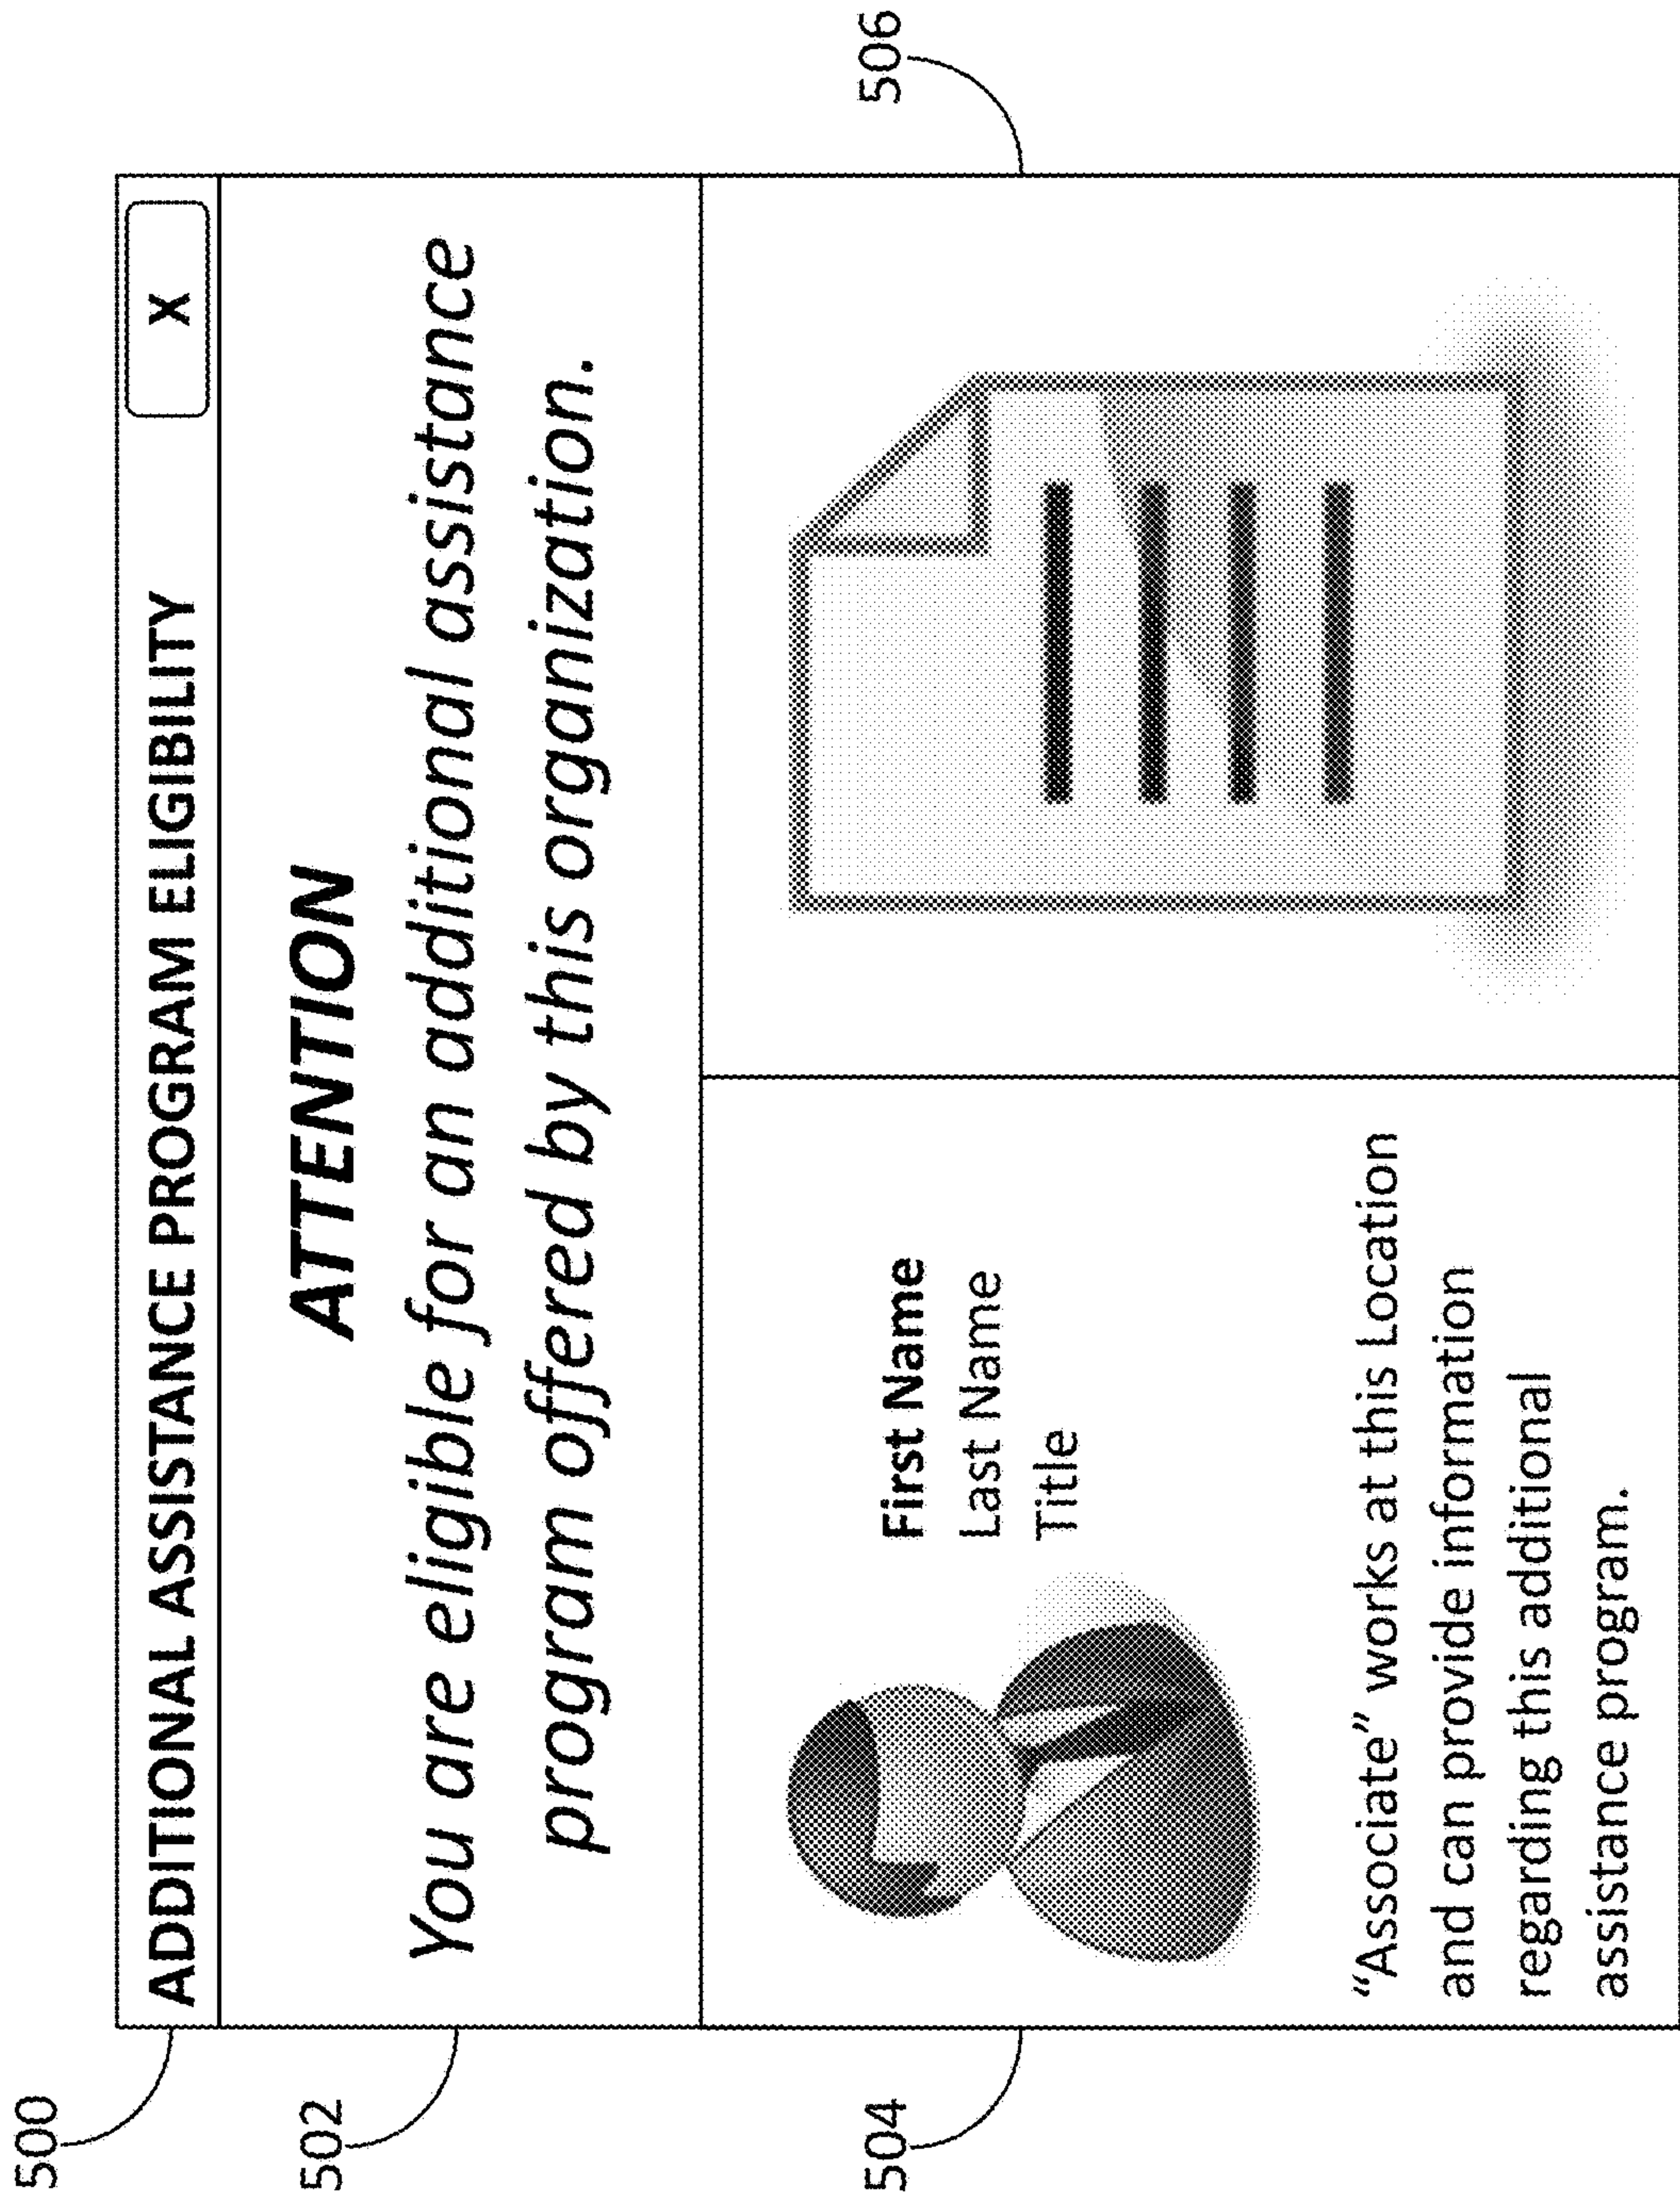 500
ADDITIONAL ASSISTANCE PROGRAM ELIGIBILITY
X
502
ATTENTION
You are eligible for an additional assistance
program offered by this organization.
504
First Name
Last Name
Title
“Associate” works at this Location
and can provide information
regarding this additional
assistance program.
506